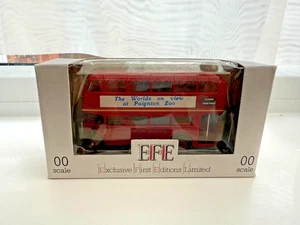 The Worlds on view
at Paignton Zoo
EFE
00
scale
Exclusive First Editions Limited
00
scale